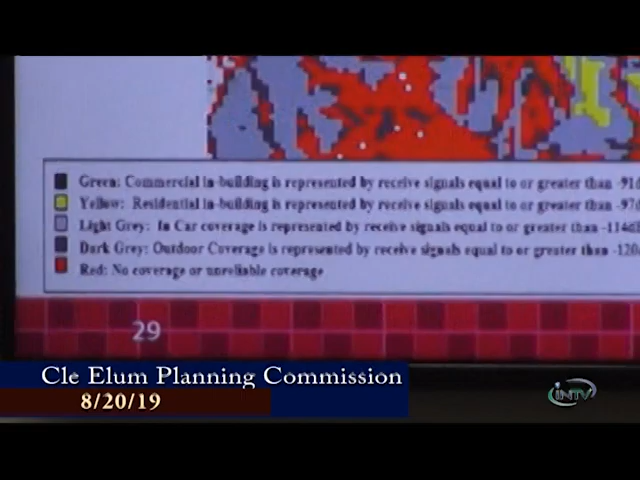 Green: Commercial in-building is represented by receive signals equal to or greater than -91d
Yellow: Residential in-building is represented by receive signals equal to or greater than -97d
Light Grey: In Car coverage is represented by receive signals equal to or greater than -114dB
Dark Grey: Outdoor Coverage is represented by receive signals equal to or greater than -120d
Red: No coverage or unreliable coverage
29
Cle Elum Planning Commission
8/20/19
iNTV